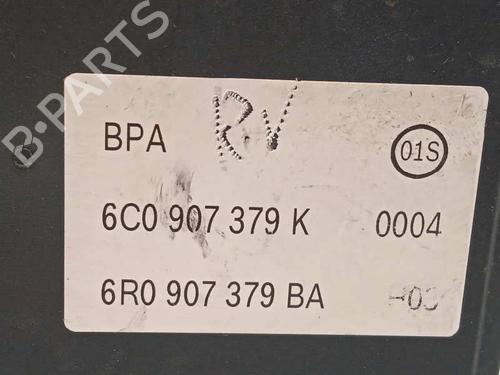 B-PARTS
RV
BPA
01S
6C0 907 379 K 0004
6R0 907 379 BA